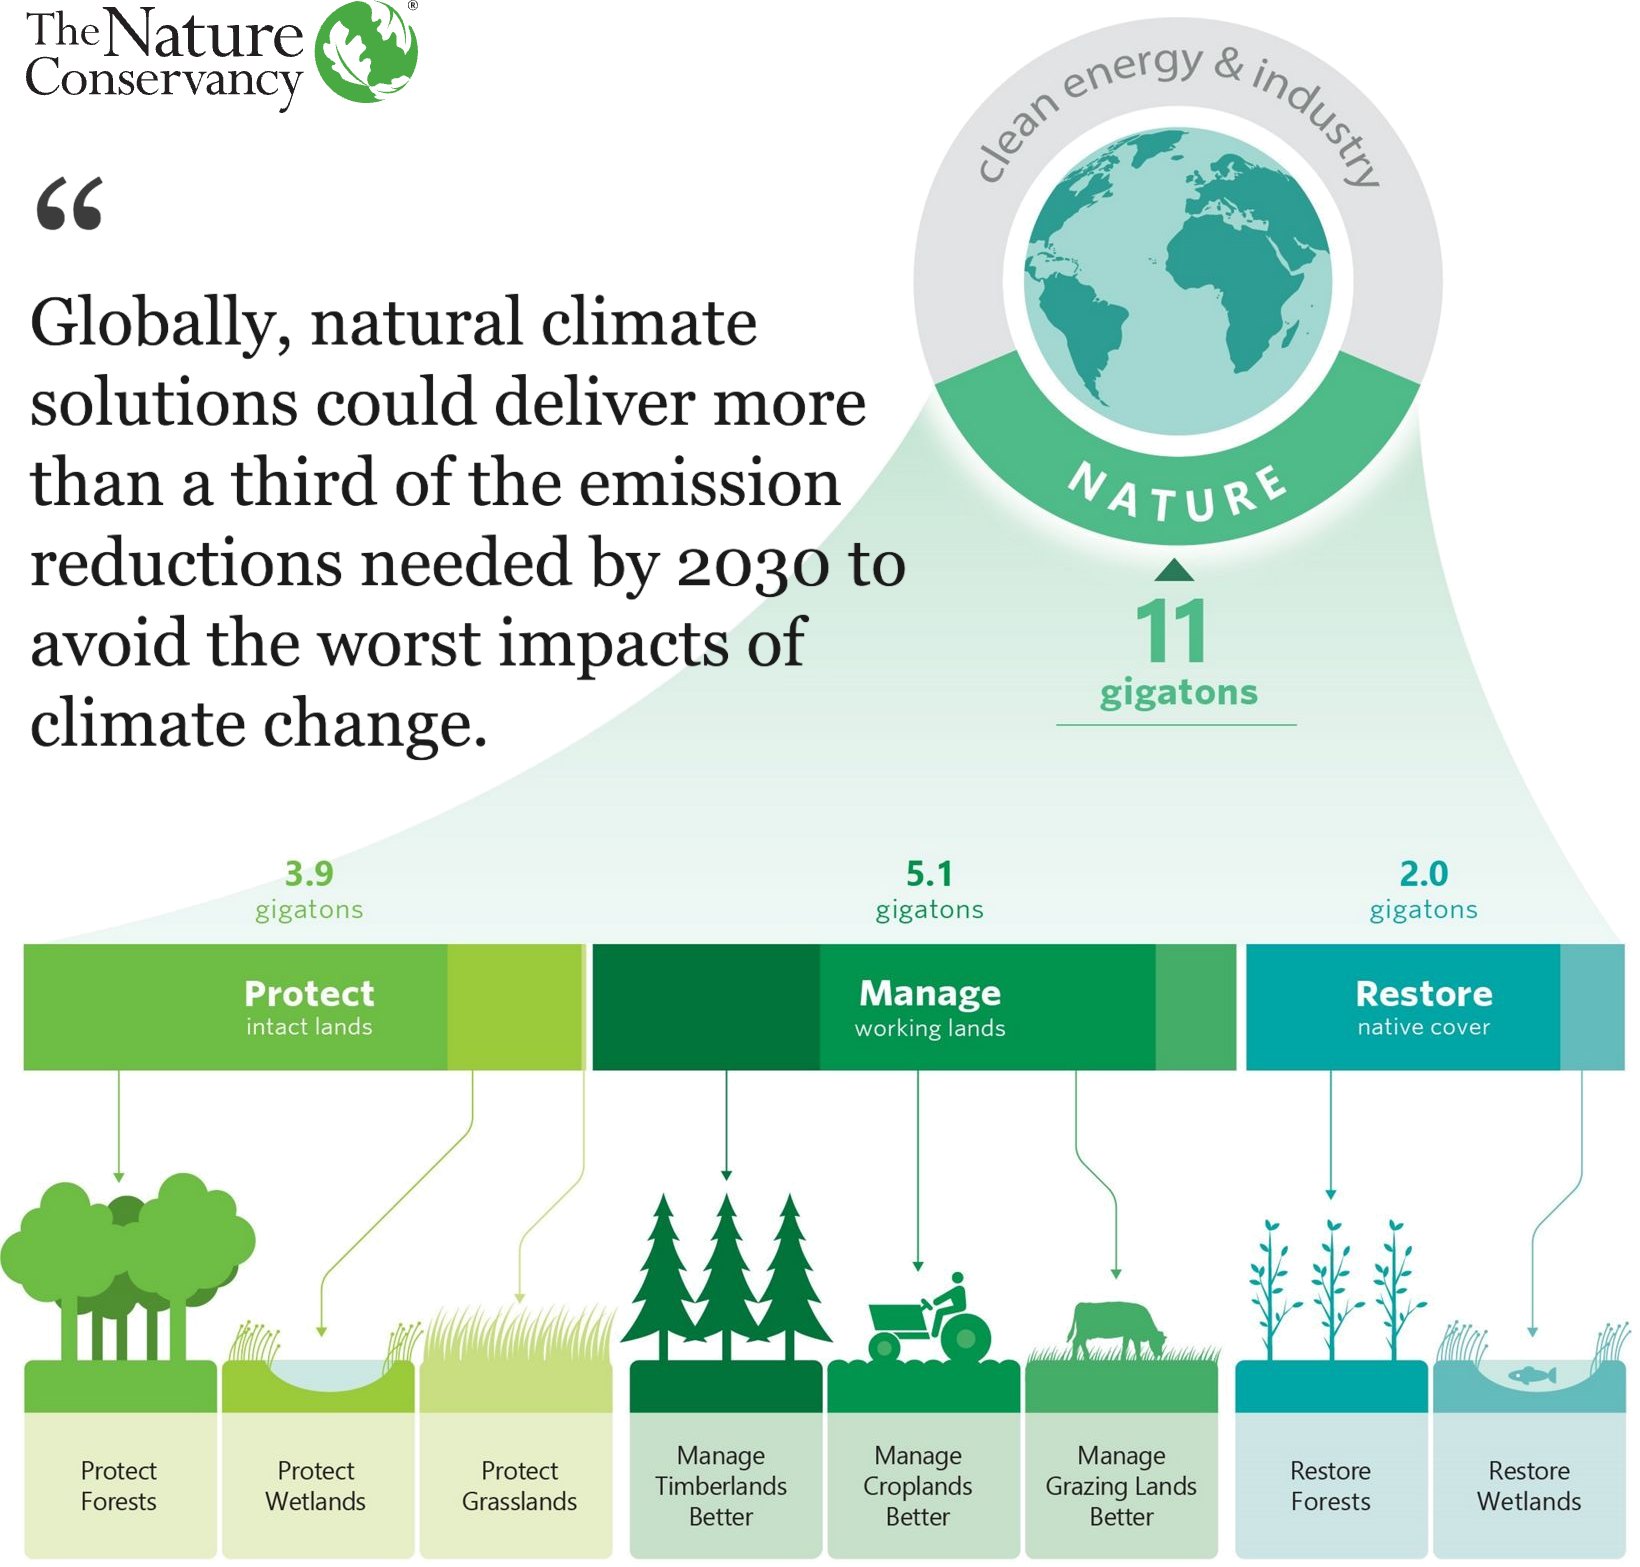 The Nature
Conservancy
®
clean energy & industry
“
Globally, natural climate
solutions could deliver more
than a third of the emission
reductions needed by 2030 to
avoid the worst impacts of
climate change.
NATURE
11
gigatons
3.9
gigatons
5.1
gigatons
2.0
gigatons
Protect
intact lands
Manage
working lands
Restore
native cover
Protect
Forests
Protect
Wetlands
Protect
Grasslands
Manage
Timberlands
Better
Manage
Croplands
Better
Manage
Grazing Lands
Better
Restore
Forests
Restore
Wetlands